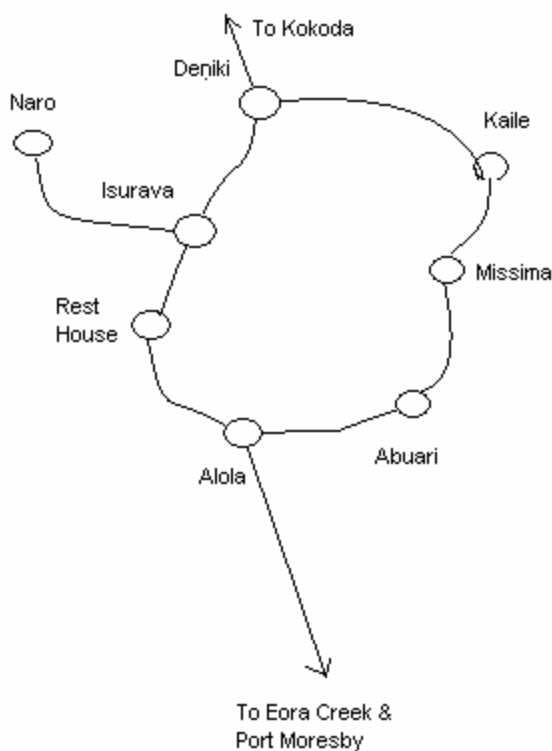 To Kokoda
Deniki
Naro
Kaile
Isurava
Missima
Rest
House
Abuari
Alola
To Eora Creek &
Port Moresby